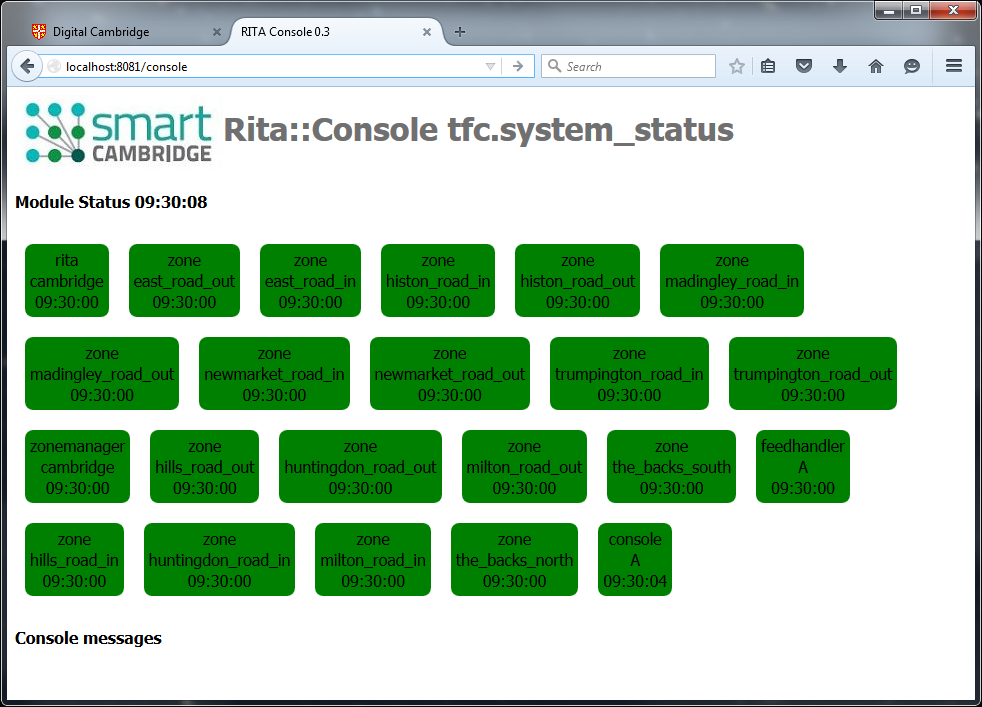 Digital Cambridge
RITA Console 0.3
localhost:8081/console
Search
smart
CAMBRIDGE
Rita::Console tfc.system_status
Module Status 09:30:08
rita
cambridge
09:30:00
zone
east_road_out
09:30:00
zone
east_road_in
09:30:00
zone
histon_road_in
09:30:00
zone
histon_road_out
09:30:00
zone
madingley_road_in
09:30:00
zone
madingley_road_out
09:30:00
zone
newmarket_road_in
09:30:00
zone
newmarket_road_out
09:30:00
zone
trumpington_road_in
09:30:00
zone
trumpington_road_out
09:30:00
zonemanager
cambridge
09:30:00
zone
hills_road_out
09:30:00
zone
huntingdon_road_out
09:30:00
zone
milton_road_out
09:30:00
zone
the_backs_south
09:30:00
feedhandler
A
09:30:00
zone
hills_road_in
09:30:00
zone
huntingdon_road_in
09:30:00
zone
milton_road_in
09:30:00
zone
the_backs_north
09:30:00
console
A
09:30:04
Console messages